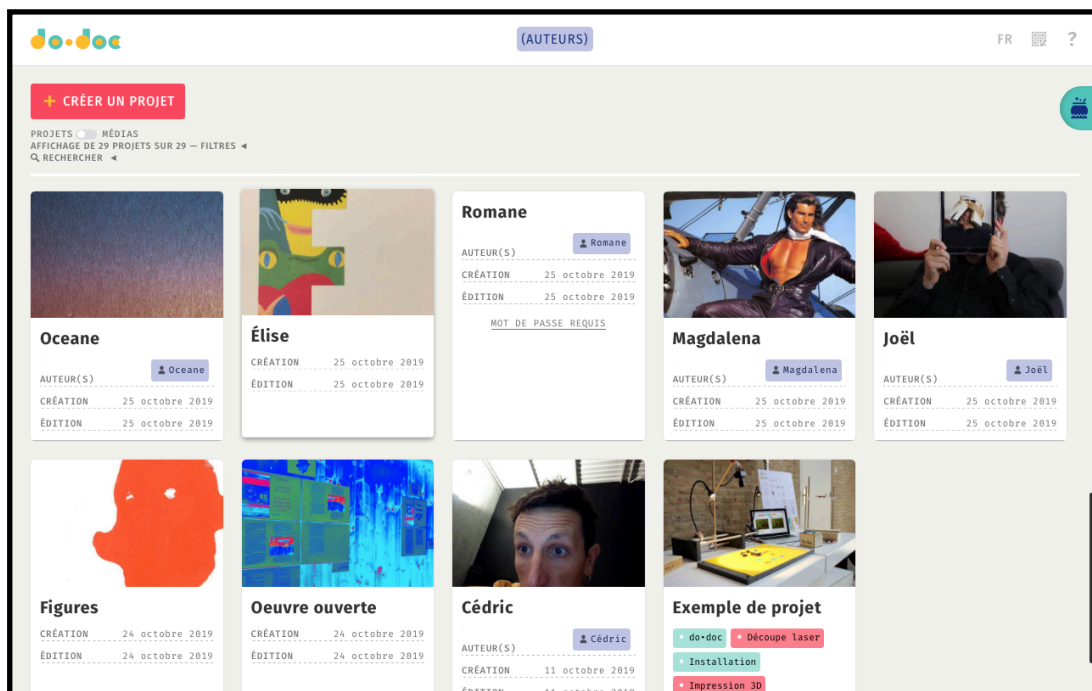 do•doc
(AUTEURS)
FR ?
+ CRÉER UN PROJET
PROJETS MÉDIAS
AFFICHAGE DE 29 PROJETS SUR 29 — FILTRES ◄
RECHERCHER ◄
Oceane
AUTEUR(S) Oceane
CRÉATION 25 octobre 2019
ÉDITION 25 octobre 2019
Élise
CRÉATION 25 octobre 2019
ÉDITION 25 octobre 2019
Romane
AUTEUR(S) Romane
CRÉATION 25 octobre 2019
ÉDITION 25 octobre 2019
MOT DE PASSE REQUIS
Magdalena
AUTEUR(S) Magdalena
CRÉATION 25 octobre 2019
ÉDITION 25 octobre 2019
Joël
AUTEUR(S) Joël
CRÉATION 25 octobre 2019
ÉDITION 25 octobre 2019
Figures
CRÉATION 24 octobre 2019
ÉDITION 24 octobre 2019
Oeuvre ouverte
CRÉATION 24 octobre 2019
ÉDITION 24 octobre 2019
Cédric
AUTEUR(S) Cédric
CRÉATION 11 octobre 2019
ÉDITION 11 octobre 2019
Exemple de projet
• do•doc • Découpe laser
• Installation
• Impression 3D